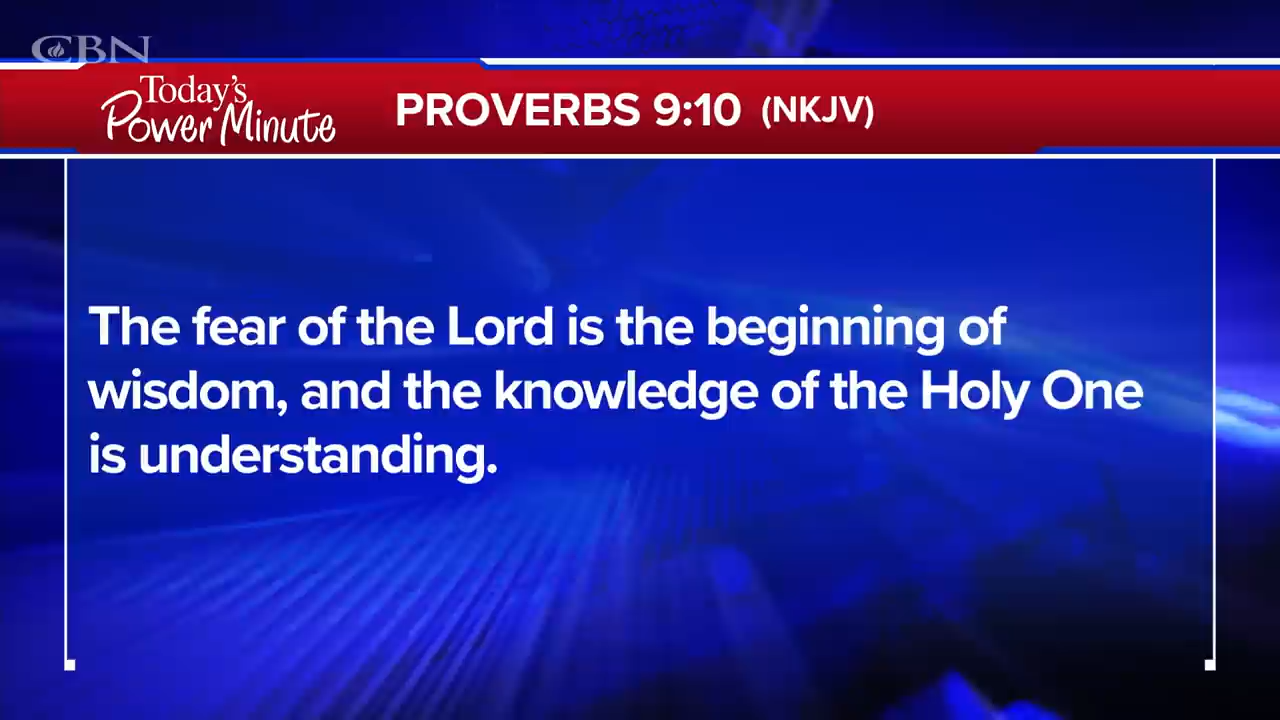 CBN
Today's
Power Minute
PROVERBS 9:10 (NKJV)
The fear of the Lord is the beginning of
wisdom, and the knowledge of the Holy One
is understanding.